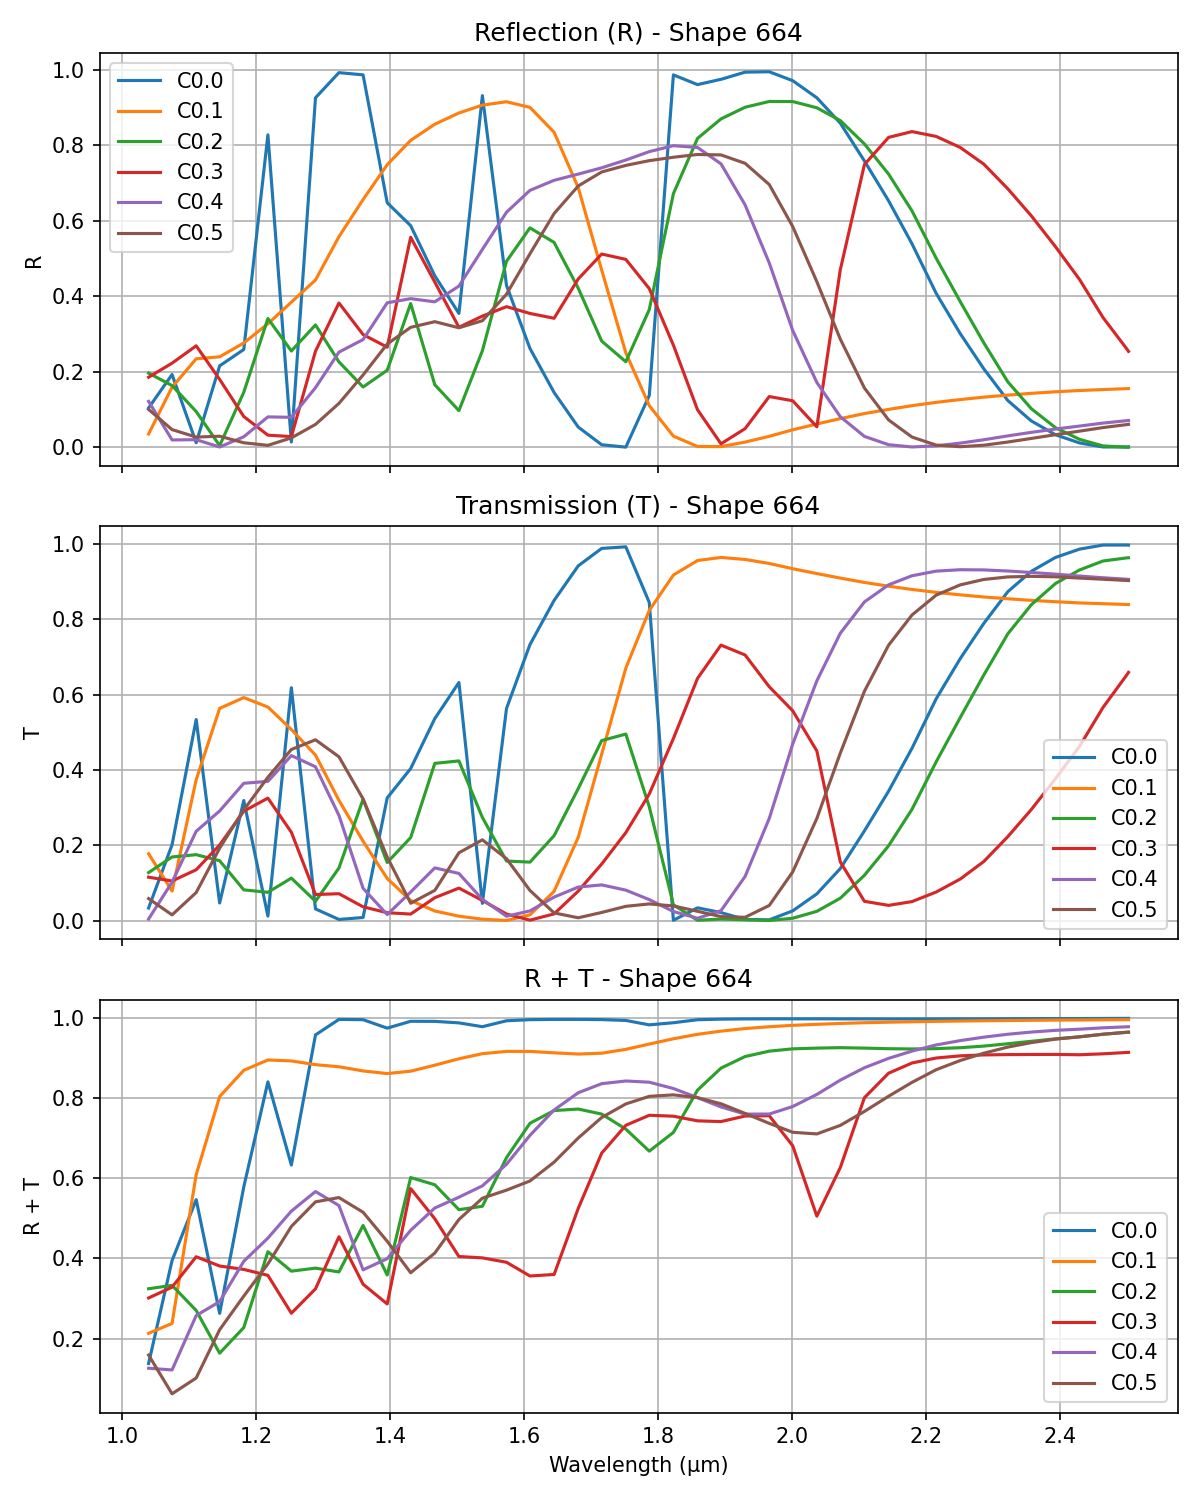 Reflection (R) - Shape 664
1.0
0.8
0.6
0.4
0.2
0.0
R
C0.0
C0.1
C0.2
C0.3
C0.4
C0.5
Transmission (T) - Shape 664
1.0
0.8
0.6
0.4
0.2
0.0
T
C0.0
C0.1
C0.2
C0.3
C0.4
C0.5
R + T - Shape 664
1.0
0.8
0.6
0.4
0.2
R + T
C0.0
C0.1
C0.2
C0.3
C0.4
C0.5
1.0 1.2 1.4 1.6 1.8 2.0 2.2 2.4
Wavelength (μm)